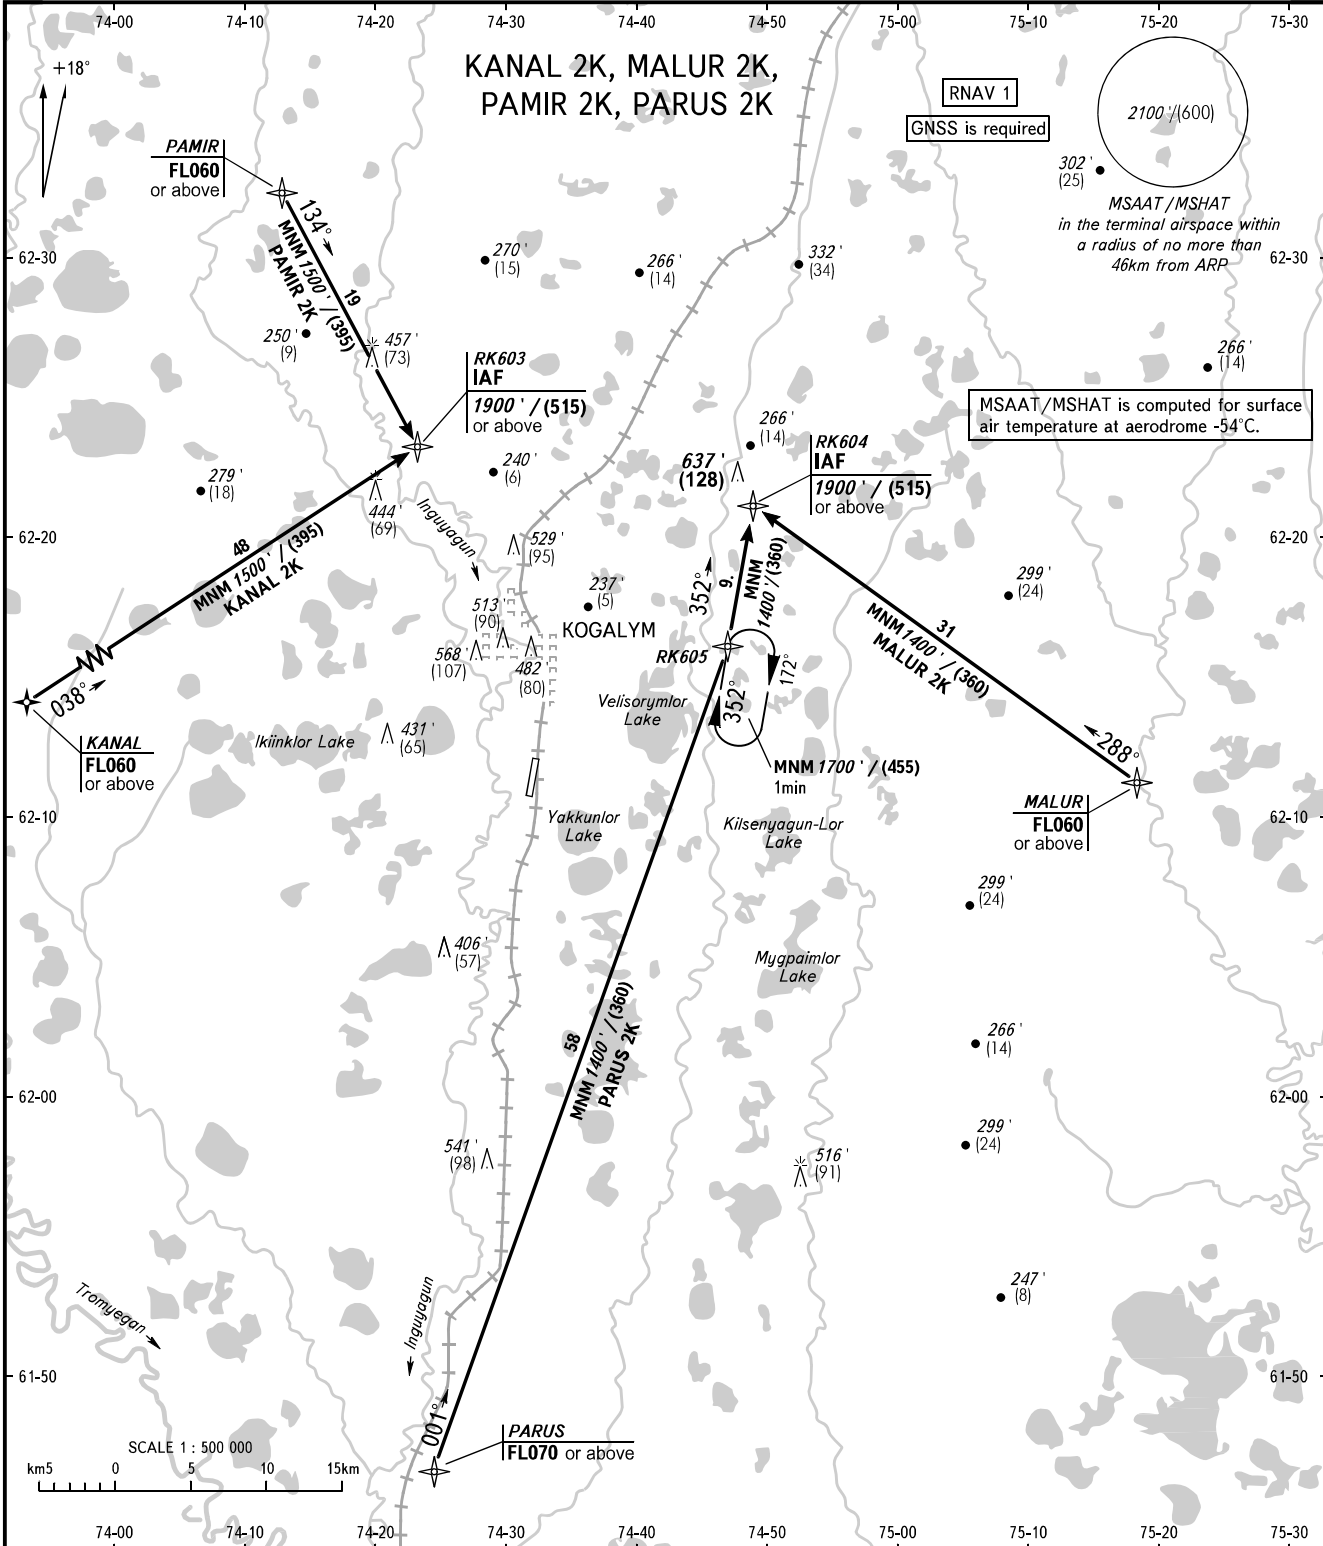 74-00 74-10 74-20 74-30 74-40 74-50 75-00 75-10 75-20 75-30
+18°
KANAL 2K, MALUR 2K,
PAMIR 2K, PARUS 2K
RNAV 1
GNSS is required
2100'/(600)
MSAAT/MSHAT
in the terminal airspace within
a radius of no more than
46km from ARP
302'
(25)
PAMIR
FL060
or above
134°
MNM 1500' / (395)
PAMIR 2K
19
62-30
62-30
270'
(15)
266'
(14)
332'
(34)
250'
(9)
457'
(73)
RK603
IAF
1900' / (515)
or above
266'
(14)
MSAAT/MSHAT is computed for surface
air temperature at aerodrome -54°C.
266'
(14)
637'
(128)
RK604
IAF
1900' / (515)
or above
279'
(18)
240'
(6)
444'
(69)
Inguyagun
62-20
62-20
48
MNM 1500' / (395)
KANAL 2K
529'
(95)
237'
(5)
513'
(90)
568'
(107)
482
(80)
KOGALYM
352°
9.
MNM
1400'/(360)
299'
(24)
31
MNM 1400' / (360)
MALUR 2K
RK605
172°
352°
Velisorymlor
Lake
038°
KANAL
FL060
or above
Ikiinklor Lake
431'
(65)
MNM 1700' / (455)
1min
288°
MALUR
FL060
or above
62-10
62-10
Yakkunlor
Lake
Kilsenyagun-Lor
Lake
299'
(24)
406'
(57)
Mygpaimlor
Lake
58
MNM 1400' / (360)
PARUS 2K
266'
(14)
62-00
62-00
541'
(98)
516'
(91)
299'
(24)
247'
(8)
Tromyegan
Inguyagun
61-50
61-50
001°
PARUS
FL070 or above
SCALE 1 : 500 000
km5 0 5 10 15km
74-00 74-10 74-20 74-30 74-40 74-50 75-00 75-10 75-20 75-30